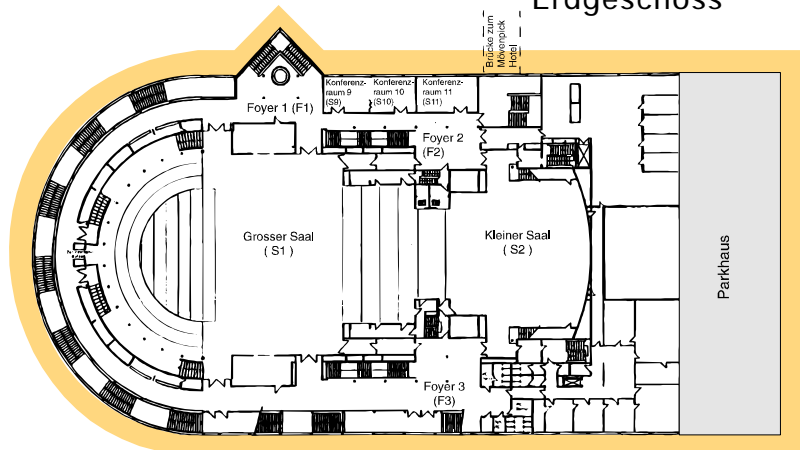 Erdgeschoss
Brücke zum
Mövenpick
Hotel
Konferenz-
raum 9
(S9)
Konferenz-
raum 10
(S10)
Konferenz-
raum 11
(S11)
Foyer 1 (F1)
Foyer 2
(F2)
Grosser Saal
( S1 )
Kleiner Saal
( S2 )
Parkhaus
Foyer 3
(F3)